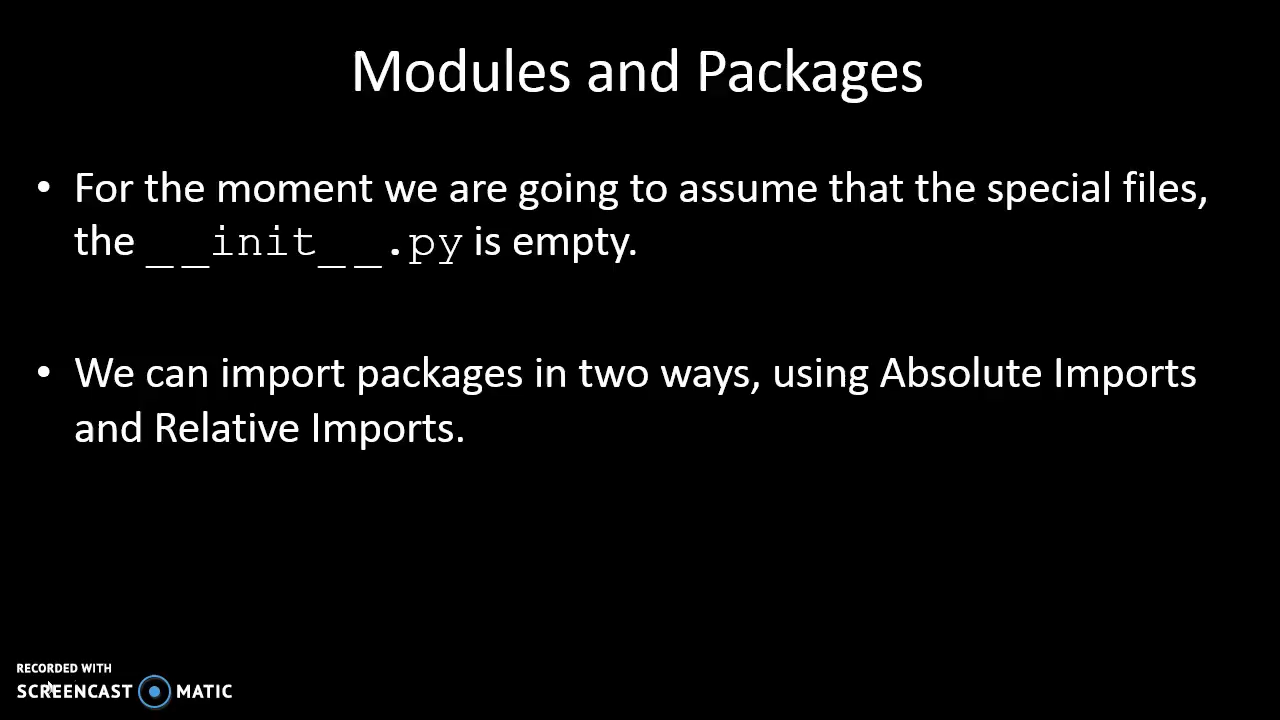 Modules and Packages
• For the moment we are going to assume that the special files,
the __init__.py is empty.
• We can import packages in two ways, using Absolute Imports
and Relative Imports.
RECORDED WITH
SCREENCAST MATIC